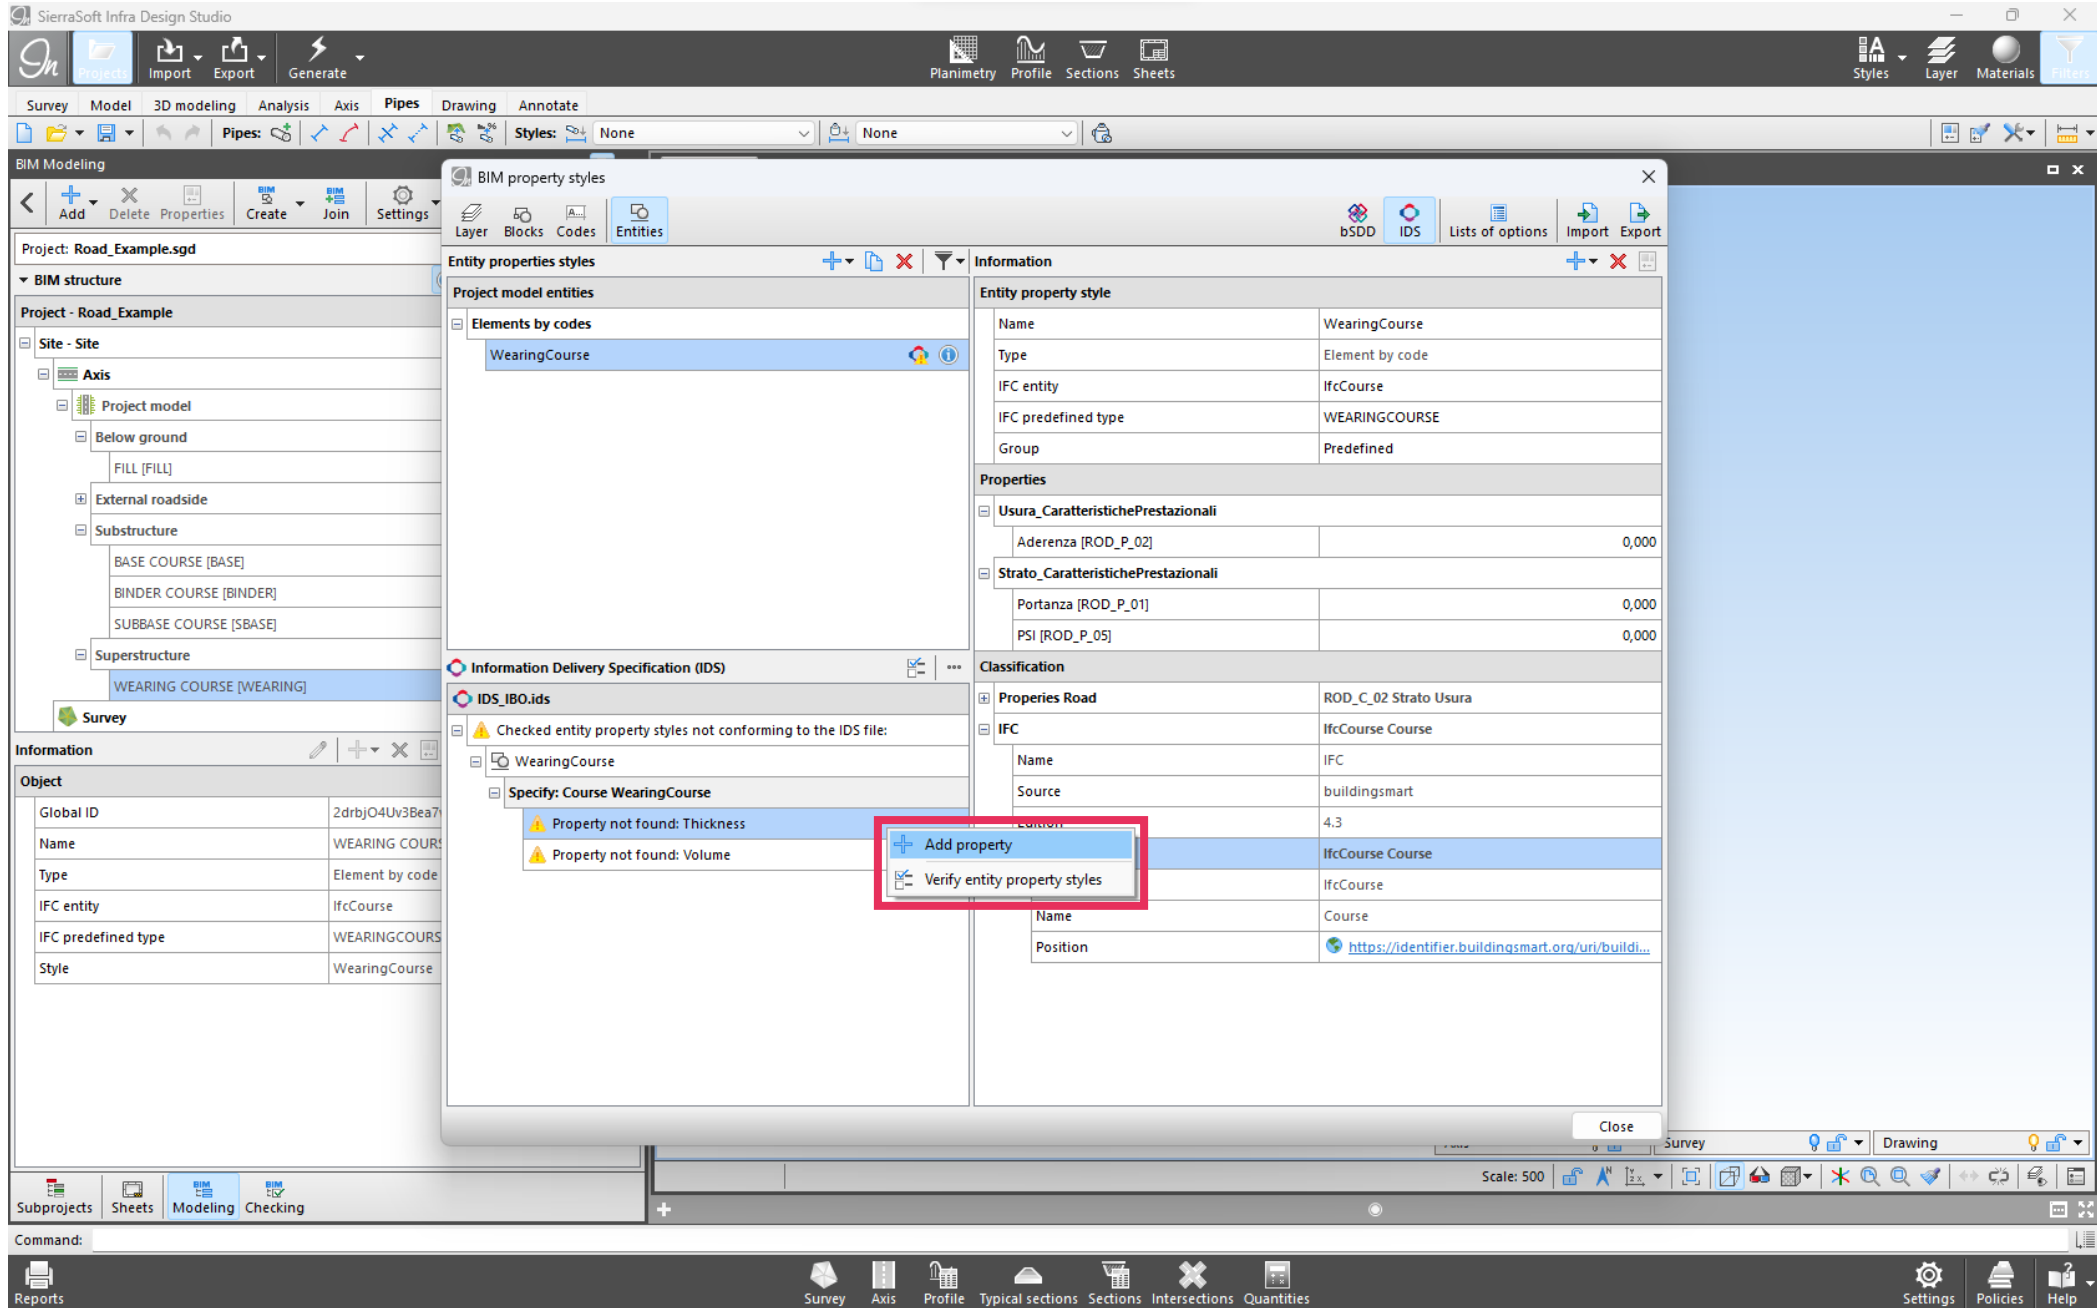 SierraSoft Infra Design Studio
Projects
Import
Export
Generate
Planimetry
Profile
Sections
Sheets
Styles
Layer
Materials
Filters
Survey
Model
3D modeling
Analysis
Axis
Pipes
Drawing
Annotate
Pipes:
Styles:
None
None
BIM Modeling
Add
Delete
Properties
BIM
Create
BIM
Join
Settings
Project: Road_Example.sgd
BIM structure
Project - Road_Example
Site - Site
Axis
Project model
Below ground
FILL [FILL]
External roadside
Substructure
BASE COURSE [BASE]
BINDER COURSE [BINDER]
SUBBASE COURSE [SBASE]
Superstructure
WEARING COURSE [WEARING]
Survey
Information
Object
Global ID 2drbjO4Uv3Bea7
Name WEARING COURS
Type Element by code
IFC entity IfcCourse
IFC predefined type WEARINGCOURS
Style WearingCourse
BIM property styles
Layer
Blocks
Codes
Entities
bSDD
IDS
Lists of options
Import
Export
Entity properties styles
Project model entities
Elements by codes
WearingCourse
Information Delivery Specification (IDS)
IDS_IBO.ids
Checked entity property styles not conforming to the IDS file:
WearingCourse
Specify: Course WearingCourse
Property not found: Thickness
Property not found: Volume
Add property
Verify entity property styles
Information
Entity property style
Name WearingCourse
Type Element by code
IFC entity IfcCourse
IFC predefined type WEARINGCOURSE
Group Predefined
Properties
Usura_CaratteristichePrestazionali
Aderenza [ROD_P_02] 0,000
Strato_CaratteristichePrestazionali
Portanza [ROD_P_01] 0,000
PSI [ROD_P_05] 0,000
Classification
Properies Road ROD_C_02 Strato Usura
IFC IfcCourse Course
Name IFC
Source buildingsmart
Edition 4.3
IfcCourse Course
IfcCourse
Name Course
Position https://identifier.buildingsmart.org/uri/buildi...
Close
Survey
Drawing
Scale: 500
Subprojects
Sheets
BIM
Modeling
BIM
Checking
Command:
Reports
Survey
Axis
Profile
Typical sections
Sections
Intersections
Quantities
Settings
Policies
Help